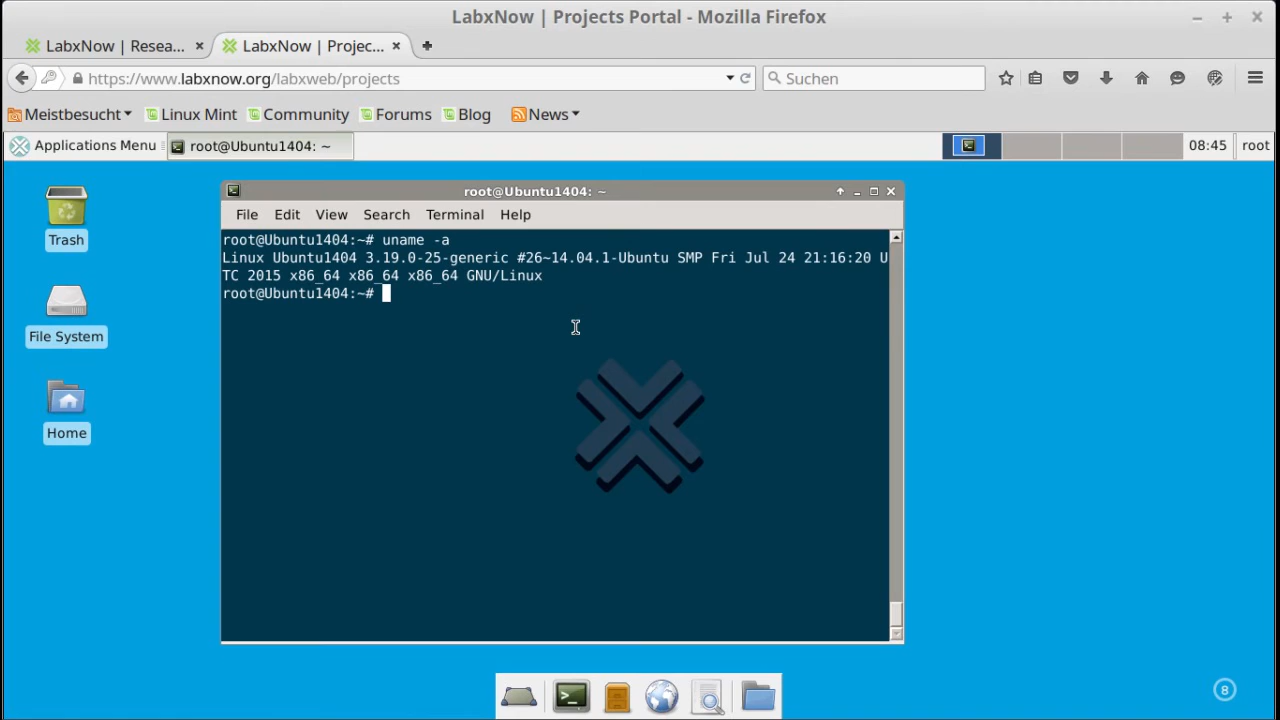 LabxNow | Projects Portal - Mozilla Firefox
LabxNow | Resea...
LabxNow | Projec...
https://www.labxnow.org/labxweb/projects
Suchen
Meistbesucht
Linux Mint
Community
Forums
Blog
News
Applications Menu
root@Ubuntu1404: ~
08:45
root
Trash
File System
Home
root@Ubuntu1404: ~
File Edit View Search Terminal Help
root@Ubuntu1404:~# uname -a
Linux Ubuntu1404 3.19.0-25-generic #26~14.04.1-Ubuntu SMP Fri Jul 24 21:16:20 U
TC 2015 x86_64 x86_64 x86_64 GNU/Linux
root@Ubuntu1404:~#
8